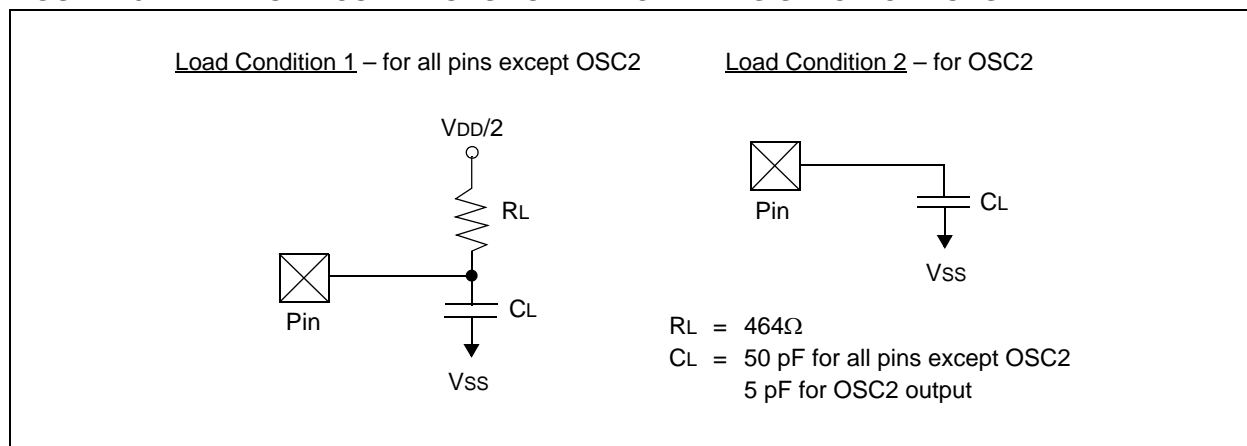 Load Condition 1 – for all pins except OSC2
Load Condition 2 – for OSC2
VDD/2
RL
Pin
CL
VSS
Pin
CL
VSS
RL = 464Ω
CL = 50 pF for all pins except OSC2
5 pF for OSC2 output